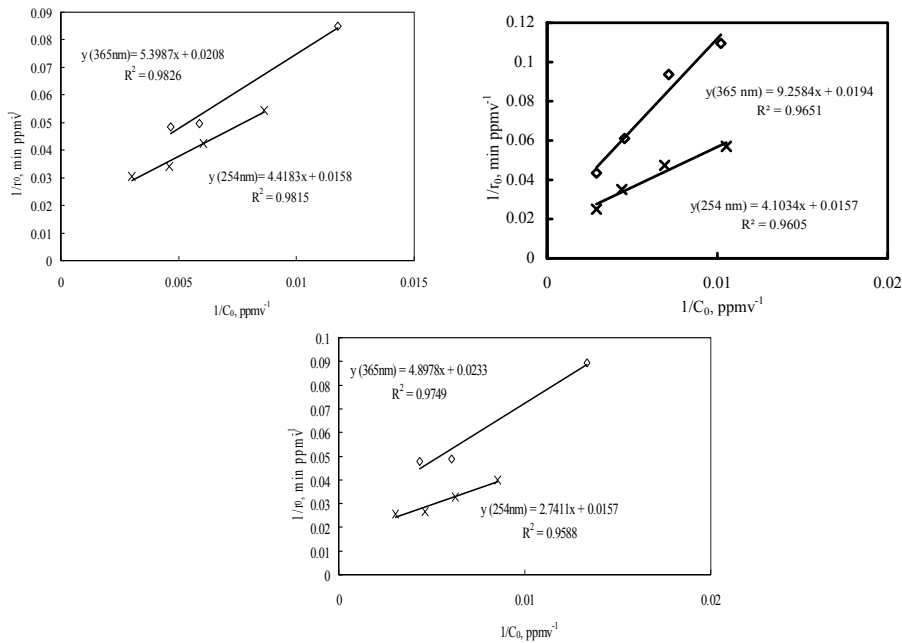 0.09
0.08
0.07
0.06
0.05
0.04
0.03
0.02
0.01
0
1/r0, min ppmv-1
y (365nm)= 5.3987x + 0.0208
R2 = 0.9826
y (254nm)= 4.4183x + 0.0158
R2 = 0.9815
0 0.005 0.01 0.015
1/C0, ppmv-1
0.12
0.1
0.08
0.06
0.04
0.02
0
1/r0, min ppmv-1
y(365 nm) = 9.2584x + 0.0194
R² = 0.9651
y(254 nm) = 4.1034x + 0.0157
R² = 0.9605
0 0.01 0.02
1/C0, ppmv-1
0.1
0.09
0.08
0.07
0.06
0.05
0.04
0.03
0.02
0.01
0
1/r0, min ppmv-1
y (365nm) = 4.8978x + 0.0233
R2 = 0.9749
y (254nm) = 2.7411x + 0.0157
R2 = 0.9588
0 0.01 0.02
1/C0, ppmv-1